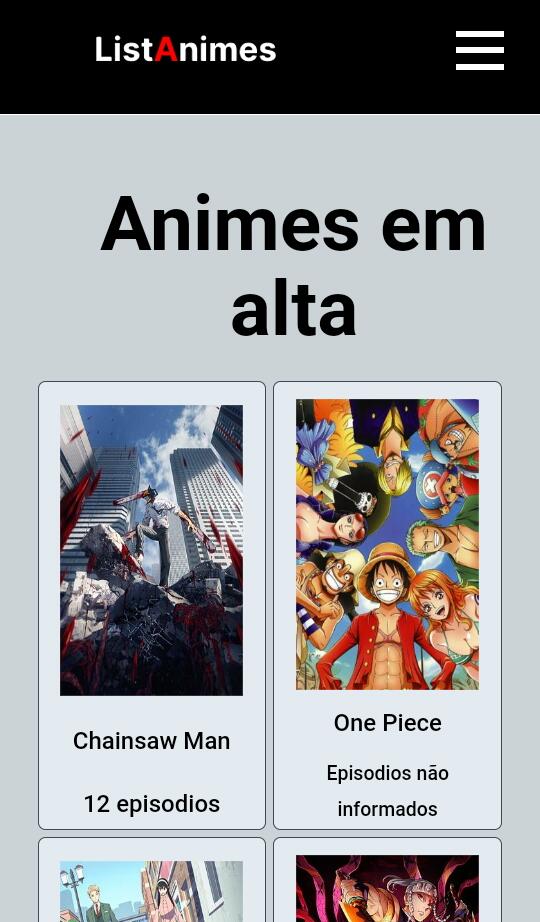 ListAnimes
Animes em
alta
Chainsaw Man
12 episodios
One Piece
Episodios não
informados